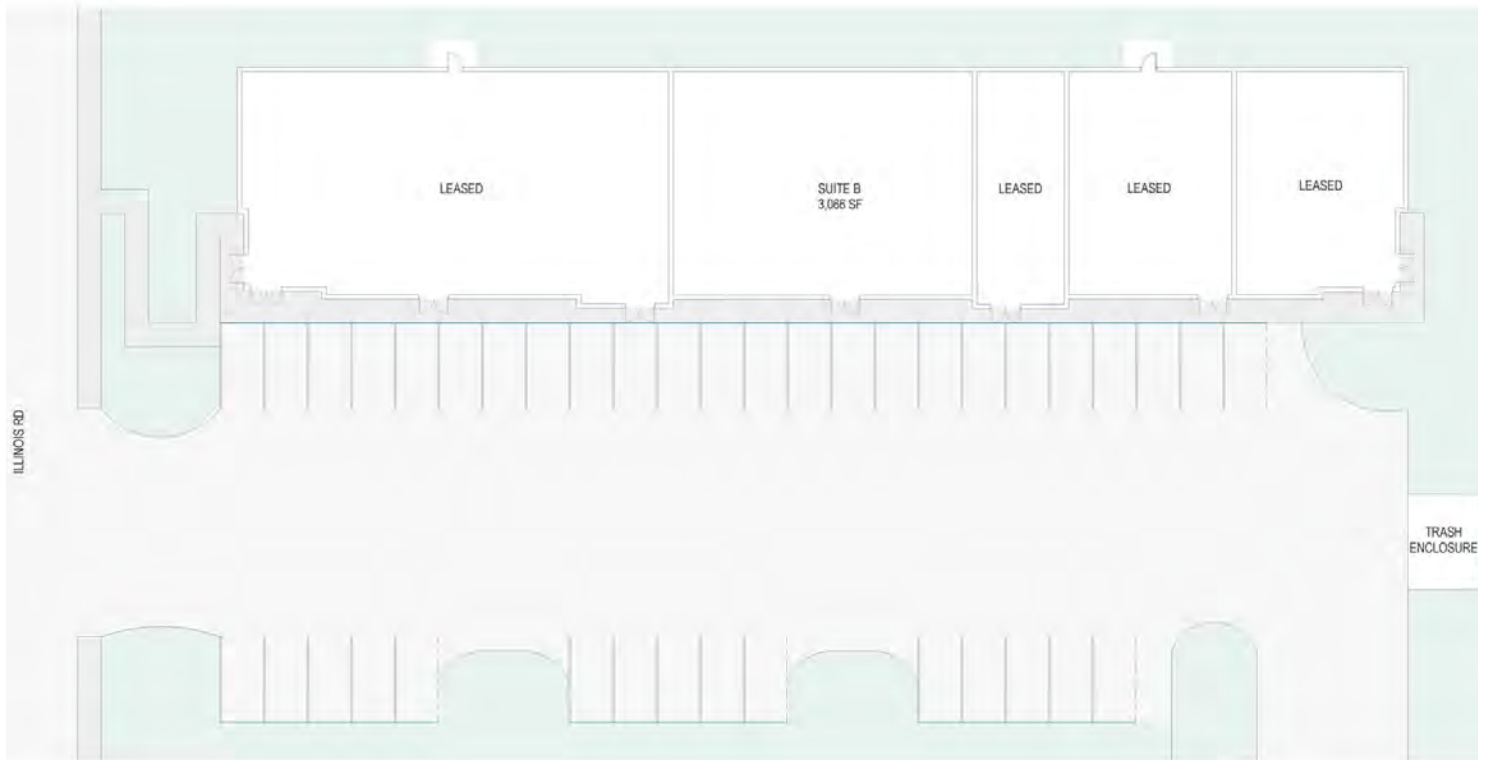 LEASED
SUITE B
3,066 SF
LEASED
LEASED
LEASED
ILLINOIS RD
TRASH
ENCLOSURE